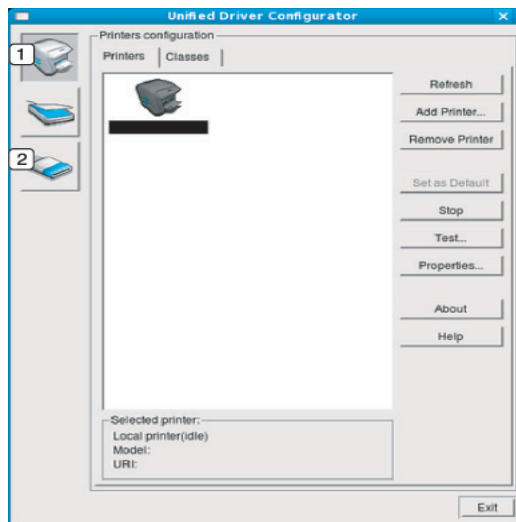 Unified Driver Configurator
1
2
Printers configuration
Printers
Classes
Refresh
Add Printer...
Remove Printer
Set as Default
Stop
Test...
Properties...
About
Help
Selected printer:
Local printer(idle)
Model:
URI:
Exit